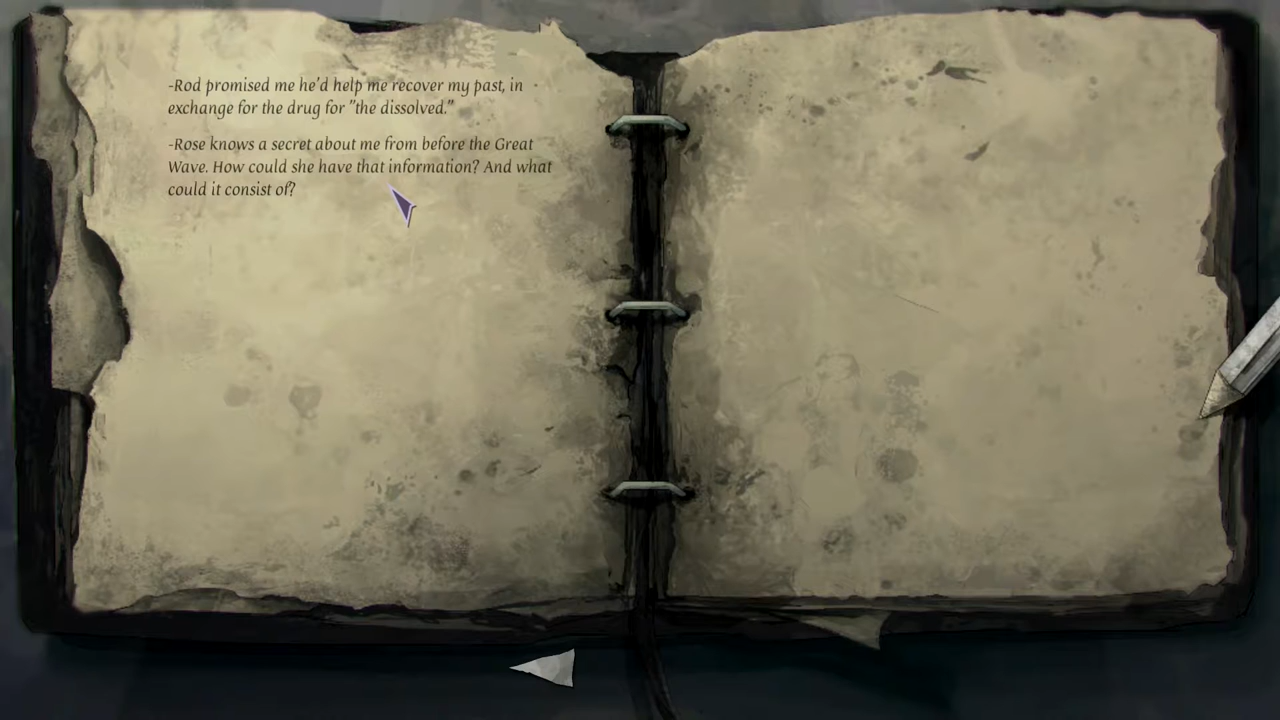 -Rod promised me he'd help me recover my past, in
exchange for the drug for "the dissolved."
-Rose knows a secret about me from before the Great
Wave. How could she have that information? And what
could it consist of?